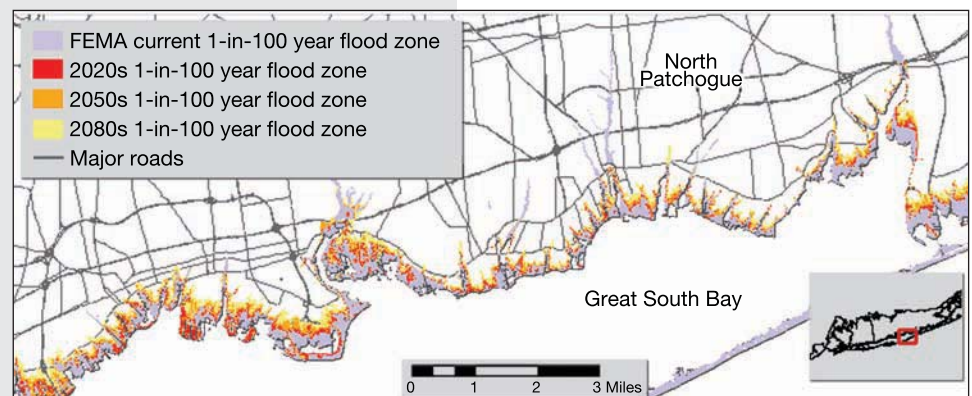 FEMA current 1-in-100 year flood zone
2020s 1-in-100 year flood zone
2050s 1-in-100 year flood zone
2080s 1-in-100 year flood zone
Major roads
North
Patchogue
Great South Bay
0 1 2 3 Miles